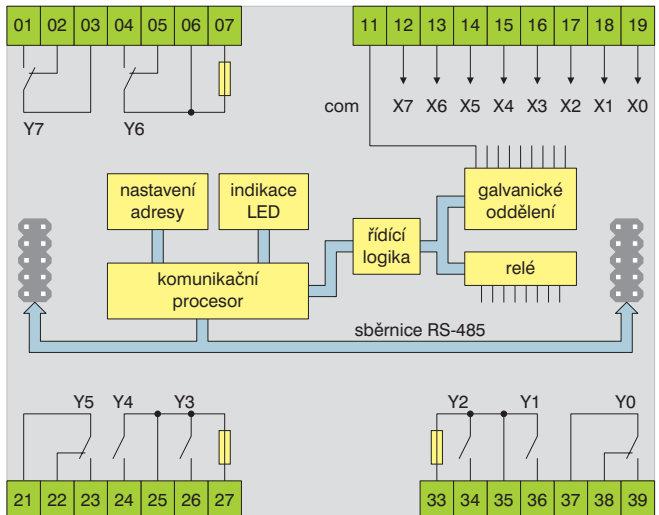 01 02 03 04 05 06 07
11 12 13 14 15 16 17 18 19
com X7 X6 X5 X4 X3 X2 X1 X0
Y7 Y6
nastavení
adresy
indikace
LED
galvanické
oddělení
řídící
logika
relé
komunikační
procesor
sběrnice RS-485
Y5 Y4 Y3
Y2 Y1 Y0
21 22 23 24 25 26 27
33 34 35 36 37 38 39